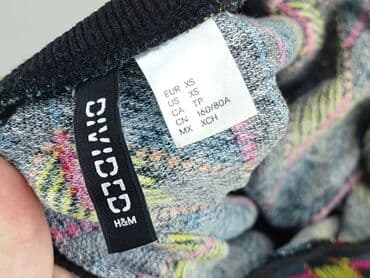 DIVIDED
H&M
EUR XS
US XS
CA TP
CN 160/80A
MX XCH